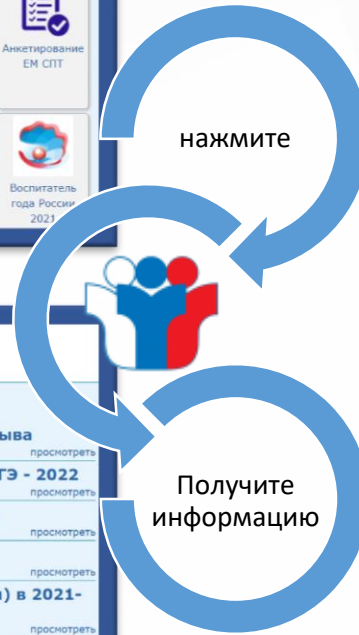 Анкетирование
ЕМ СПТ
нажмите
Воспитатель
года России
2021
ыва
просмотреть
ГЭ - 2022
просмотреть
просмотреть
просмотреть
) в 2021-
просмотреть
Получите
информацию